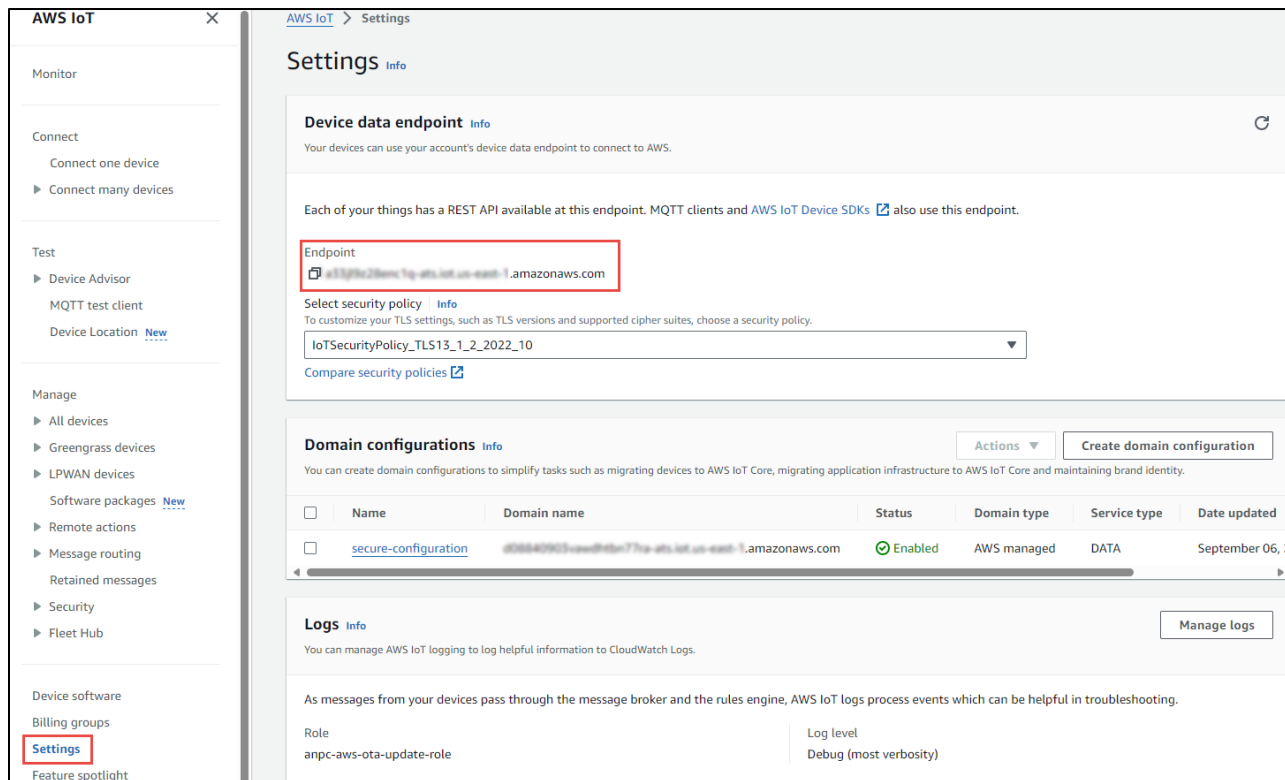 AWS IoT
Monitor
Connect
Connect one device
Connect many devices
Test
Device Advisor
MQTT test client
Device Location New
Manage
All devices
Greengrass devices
LPWAN devices
Software packages New
Remote actions
Message routing
Retained messages
Security
Fleet Hub
Device software
Billing groups
Settings
Feature spotlight
AWS IoT > Settings
Settings Info
Device data endpoint Info
Your devices can use your account's device data endpoint to connect to AWS.
Each of your things has a REST API available at this endpoint. MQTT clients and AWS IoT Device SDKs also use this endpoint.
Endpoint
.amazonaws.com
Select security policy Info
To customize your TLS settings, such as TLS versions and supported cipher suites, choose a security policy.
IoTSecurityPolicy_TLS13_1_2_2022_10
Compare security policies
Domain configurations Info
Actions
Create domain configuration
You can create domain configurations to simplify tasks such as migrating devices to AWS IoT Core, migrating application infrastructure to AWS IoT Core and maintaining brand identity.
Name Domain name Status Domain type Service type Date updated
secure-configuration .amazonaws.com Enabled AWS managed DATA September 06,
Logs Info
Manage logs
You can manage AWS IoT logging to log helpful information to CloudWatch Logs.
As messages from your devices pass through the message broker and the rules engine, AWS IoT logs process events which can be helpful in troubleshooting.
Role
anpc-aws-ota-update-role
Log level
Debug (most verbosity)